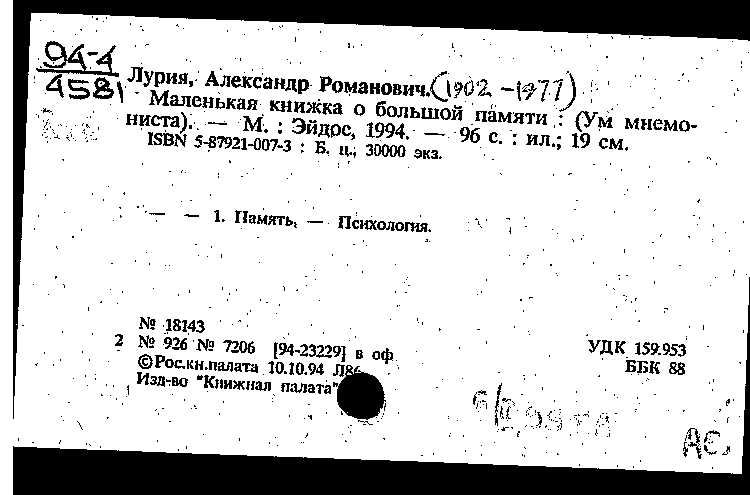 94-4
4581
Лурия, Александр Романович. (1902-1977)
Маленькая книжка о большой памяти : (Ум мнемо-
ниста). — М. : Эйдос, 1994. — 96 с. : ил.; 19 см.
ISBN 5-87921-007-3 : Б. ц., 30000 экз.
— — 1. Память, — Психология.
№ 18143
2 № 926 № 7206 [94-23229] в оф
©Рос.кн.палата 10.10.94 Л86
Изд-во "Книжная палата"
УДК 159.953
ББК 88
АС.